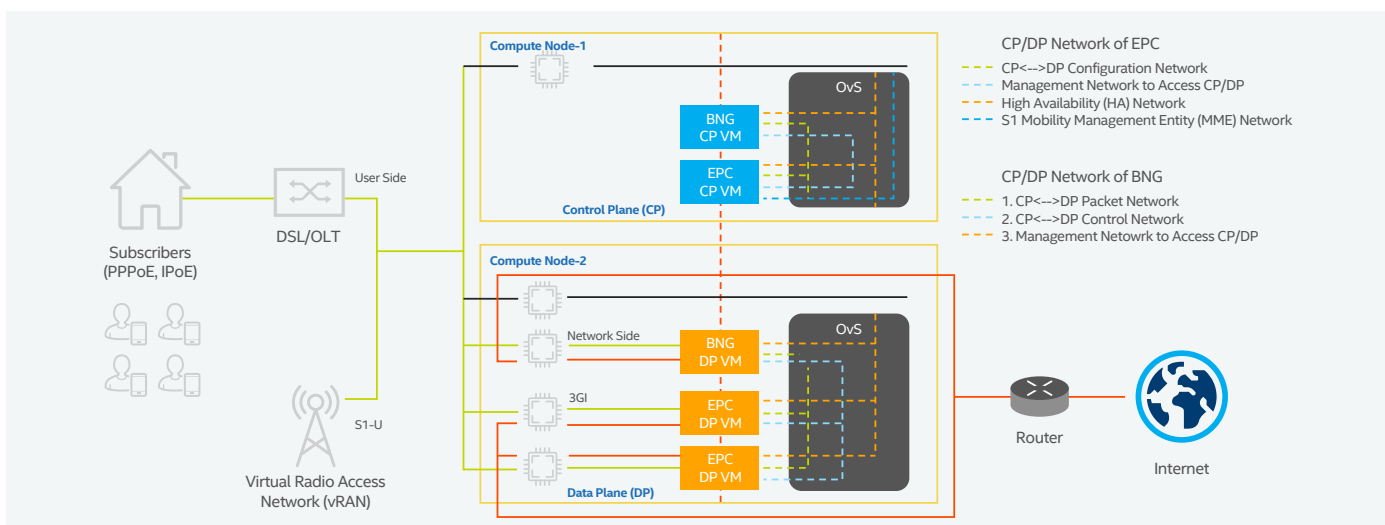 Compute Node-1
OvS
BNG
CP VM
EPC
CP VM
Control Plane (CP)
CP/DP Network of EPC
CP<-->DP Configuration Network
Management Network to Access CP/DP
High Availability (HA) Network
S1 Mobility Management Entity (MME) Network
CP/DP Network of BNG
1. CP<-->DP Packet Network
2. CP<-->DP Control Network
3. Management Netowrk to Access CP/DP
User Side
DSL/OLT
Subscribers
(PPPoE, IPoE)
S1-U
Virtual Radio Access
Network (vRAN)
Compute Node-2
Network Side
OvS
BNG
DP VM
3GI
EPC
DP VM
EPC
DP VM
Data Plane (DP)
Router
Internet